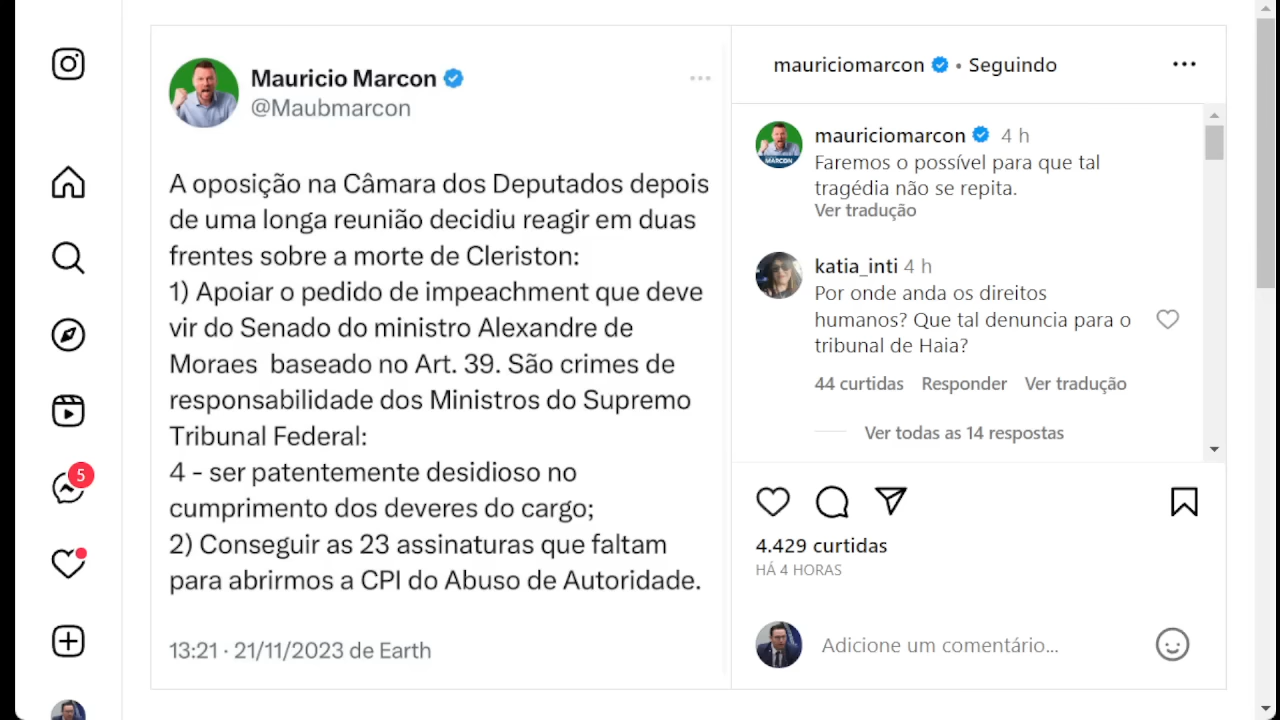 Mauricio Marcon
@Maubmarcon
A oposição na Câmara dos Deputados depois
de uma longa reunião decidiu reagir em duas
frentes sobre a morte de Cleriston:
1) Apoiar o pedido de impeachment que deve
vir do Senado do ministro Alexandre de
Moraes  baseado no Art. 39. São crimes de
responsabilidade dos Ministros do Supremo
Tribunal Federal:
4 - ser patentemente desidioso no
cumprimento dos deveres do cargo;
2) Conseguir as 23 assinaturas que faltam
para abrirmos a CPI do Abuso de Autoridade.
13:21 · 21/11/2023 de Earth
mauriciomarcon • Seguindo
MARCON
mauriciomarcon 4 h
Faremos o possível para que tal
tragédia não se repita.
Ver tradução
katia_inti 4 h
Por onde anda os direitos
humanos? Que tal denuncia para o
tribunal de Haia?
44 curtidas Responder Ver tradução
Ver todas as 14 respostas
4.429 curtidas
HÁ 4 HORAS
Adicione um comentário...
5